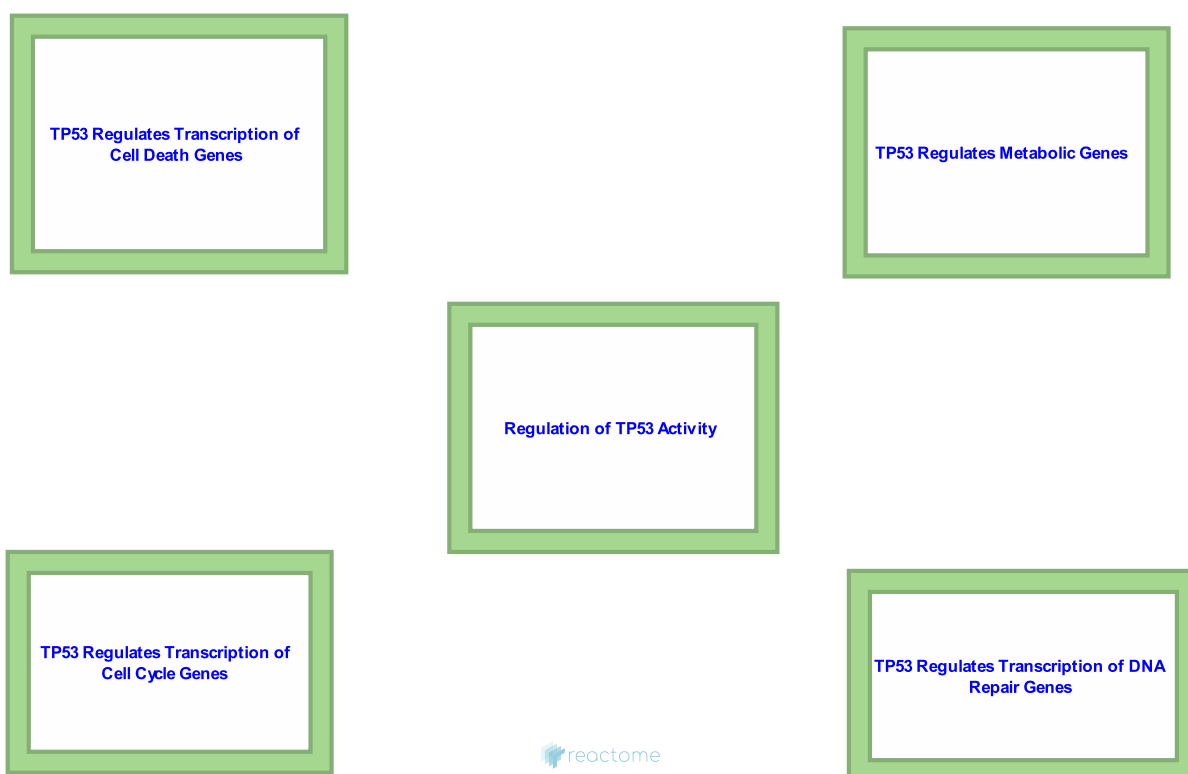 TP53 Regulates Transcription of
Cell Death Genes
TP53 Regulates Metabolic Genes
Regulation of TP53 Activity
TP53 Regulates Transcription of
Cell Cycle Genes
TP53 Regulates Transcription of DNA
Repair Genes
reactome